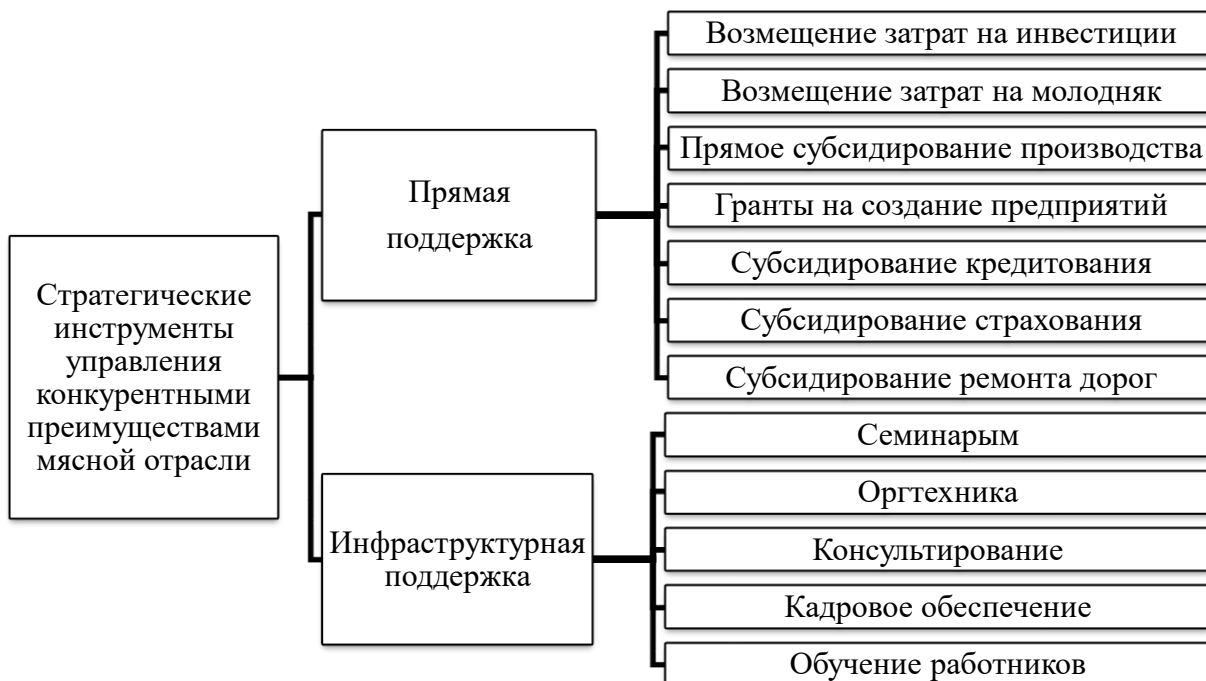 Стратегические
инструменты
управления
конкурентными
преимуществами
мясной отрасли
Прямая
поддержка
Возмещение затрат на инвестиции
Возмещение затрат на молодняк
Прямое субсидирование производства
Гранты на создание предприятий
Субсидирование кредитования
Субсидирование страхования
Субсидирование ремонта дорог
Инфраструктурная
поддержка
Семинарым
Оргтехника
Консультирование
Кадровое обеспечение
Обучение работников